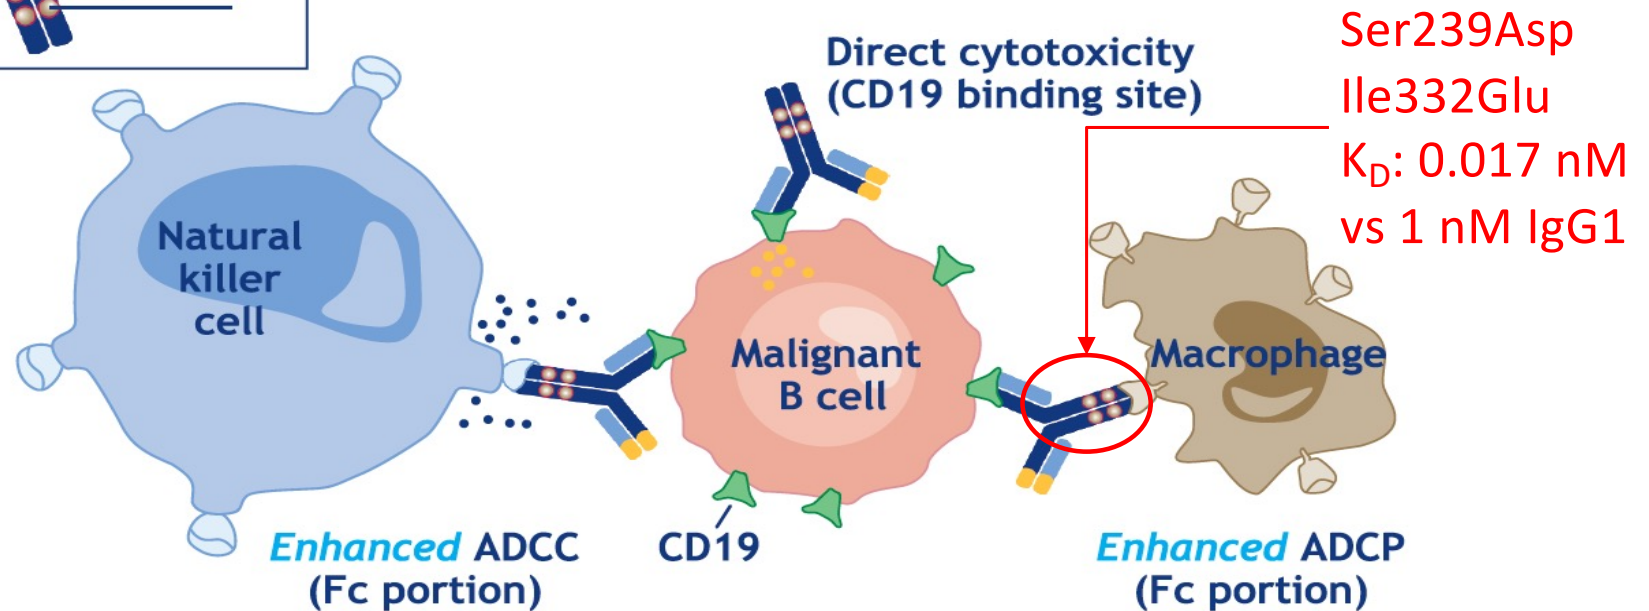 Direct cytotoxicity
(CD19 binding site)
Ser239Asp
Ile332Glu
K_D: 0.017 nM
vs 1 nM IgG1
Natural
killer
cell
Malignant
B cell
Macrophage
Enhanced ADCC
(Fc portion)
CD19
Enhanced ADCP
(Fc portion)